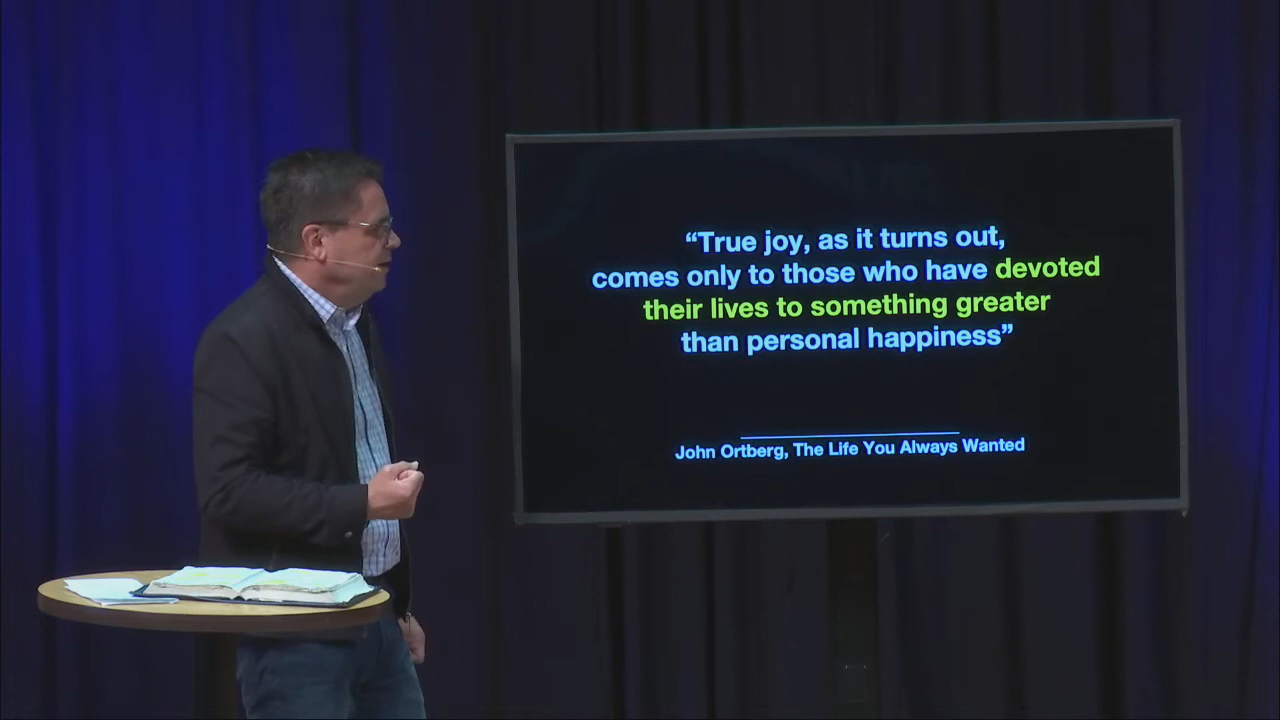 “True joy, as it turns out,
comes only to those who have devoted
their lives to something greater
than personal happiness”
John Ortberg, The Life You Always Wanted